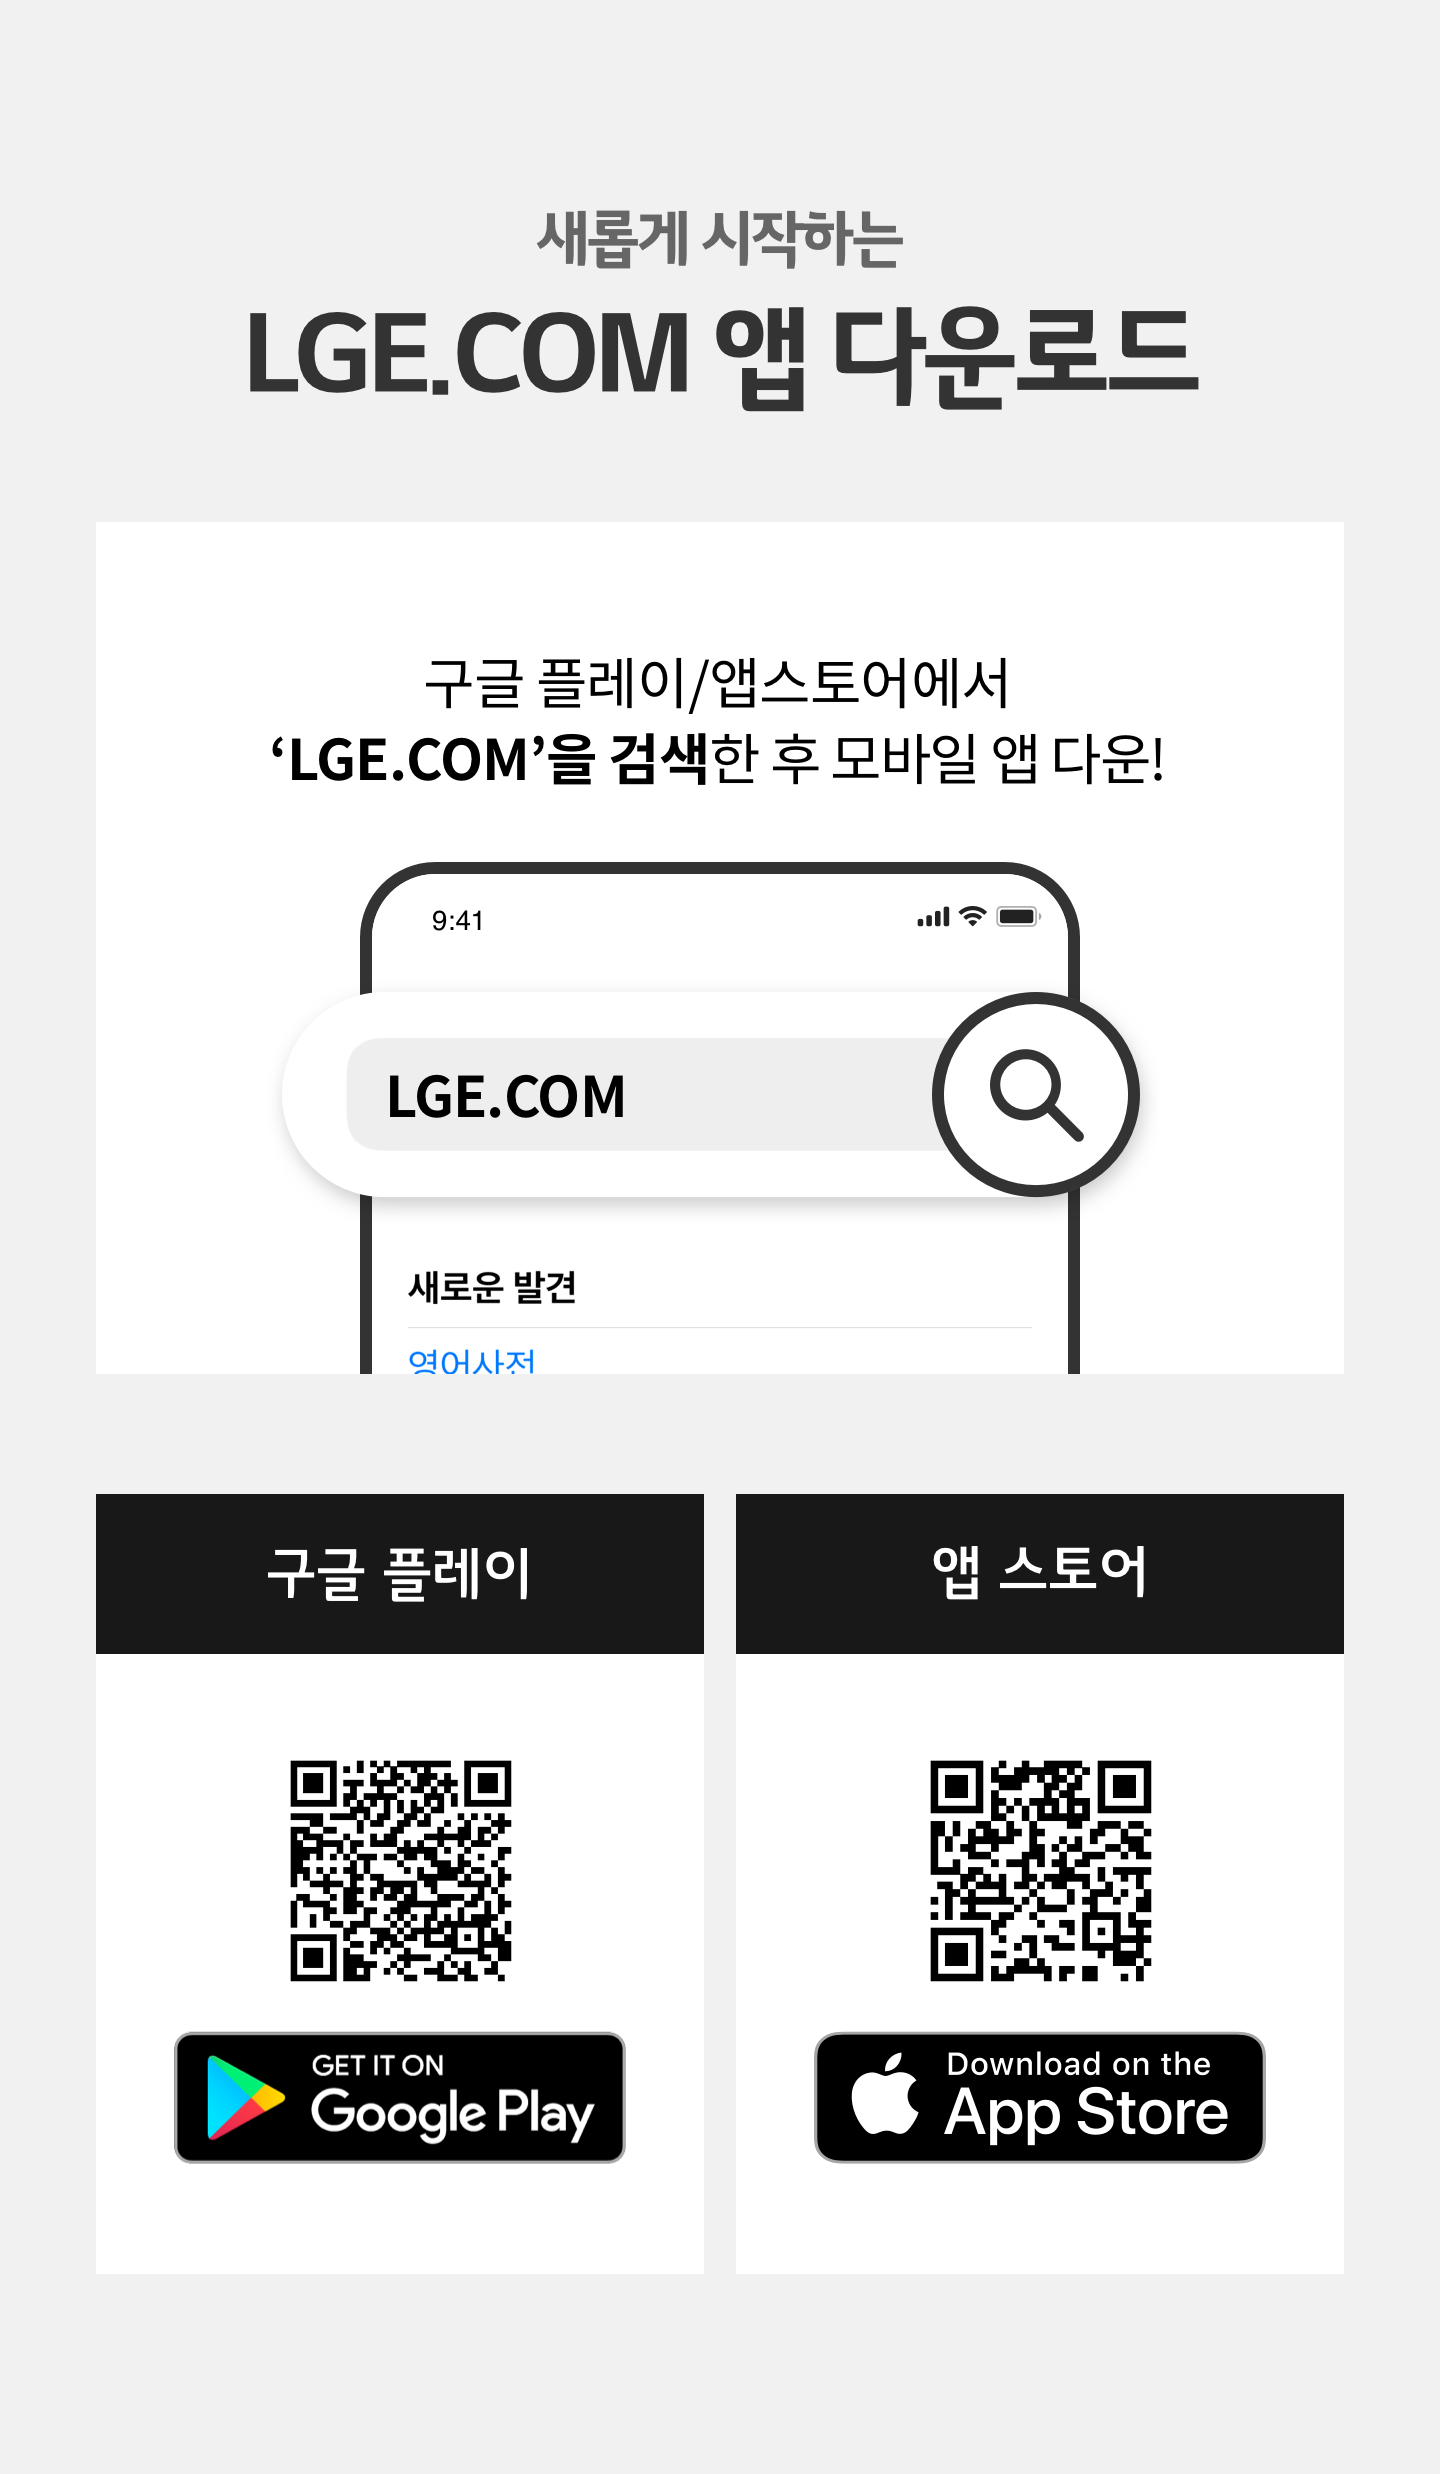 새롭게 시작하는
LGE.COM 앱 다운로드
구글 플레이/앱스토어에서
‘LGE.COM’을 검색한 후 모바일 앱 다운!
9:41
LGE.COM
새로운 발견
영어사전
구글 플레이
앱 스토어
GET IT ON
Google Play
Download on the
App Store